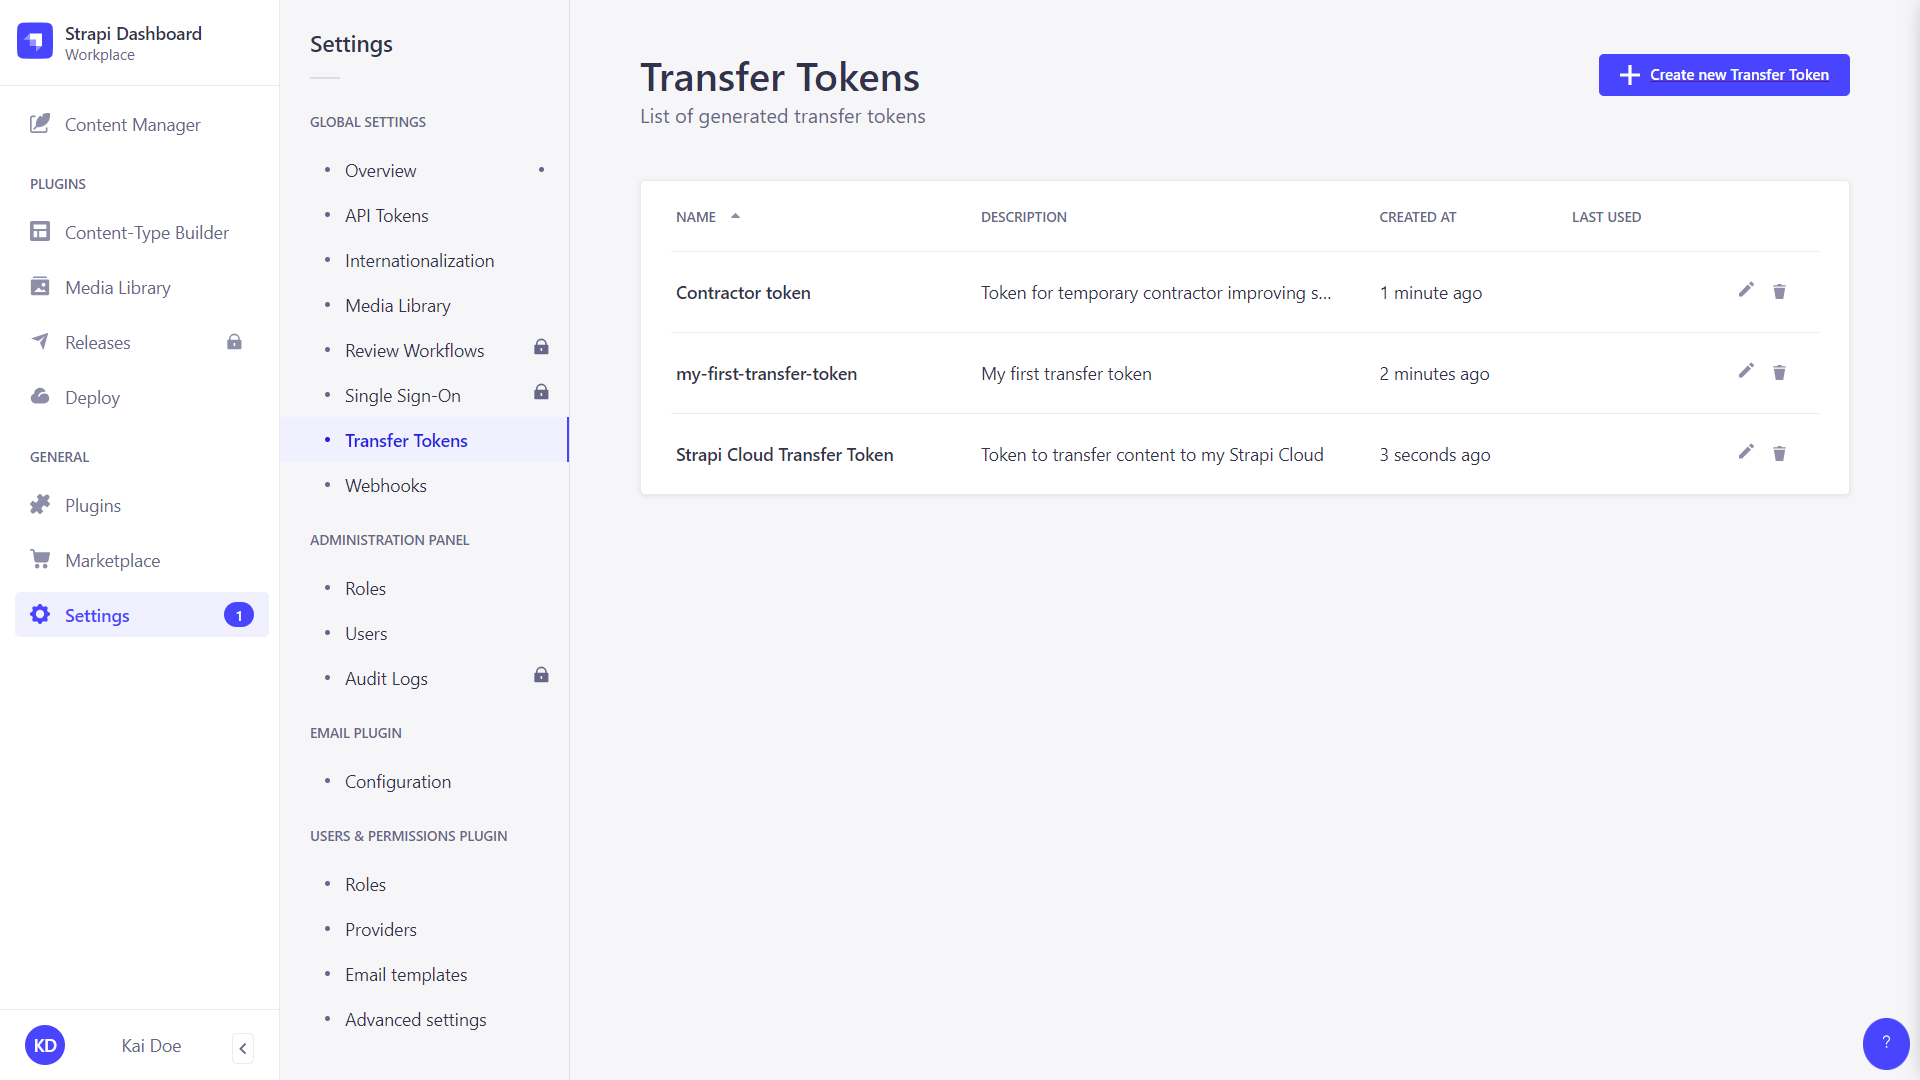 Strapi Dashboard
Workplace
Content Manager
PLUGINS
Content-Type Builder
Media Library
Releases
Deploy
GENERAL
Plugins
Marketplace
Settings 1
KD Kai Doe
Settings
GLOBAL SETTINGS
Overview
API Tokens
Internationalization
Media Library
Review Workflows
Single Sign-On
Transfer Tokens
Webhooks
ADMINISTRATION PANEL
Roles
Users
Audit Logs
EMAIL PLUGIN
Configuration
USERS & PERMISSIONS PLUGIN
Roles
Providers
Email templates
Advanced settings
Transfer Tokens
List of generated transfer tokens
Create new Transfer Token
NAME DESCRIPTION CREATED AT LAST USED
Contractor token Token for temporary contractor improving s... 1 minute ago
my-first-transfer-token My first transfer token 2 minutes ago
Strapi Cloud Transfer Token Token to transfer content to my Strapi Cloud 3 seconds ago
?